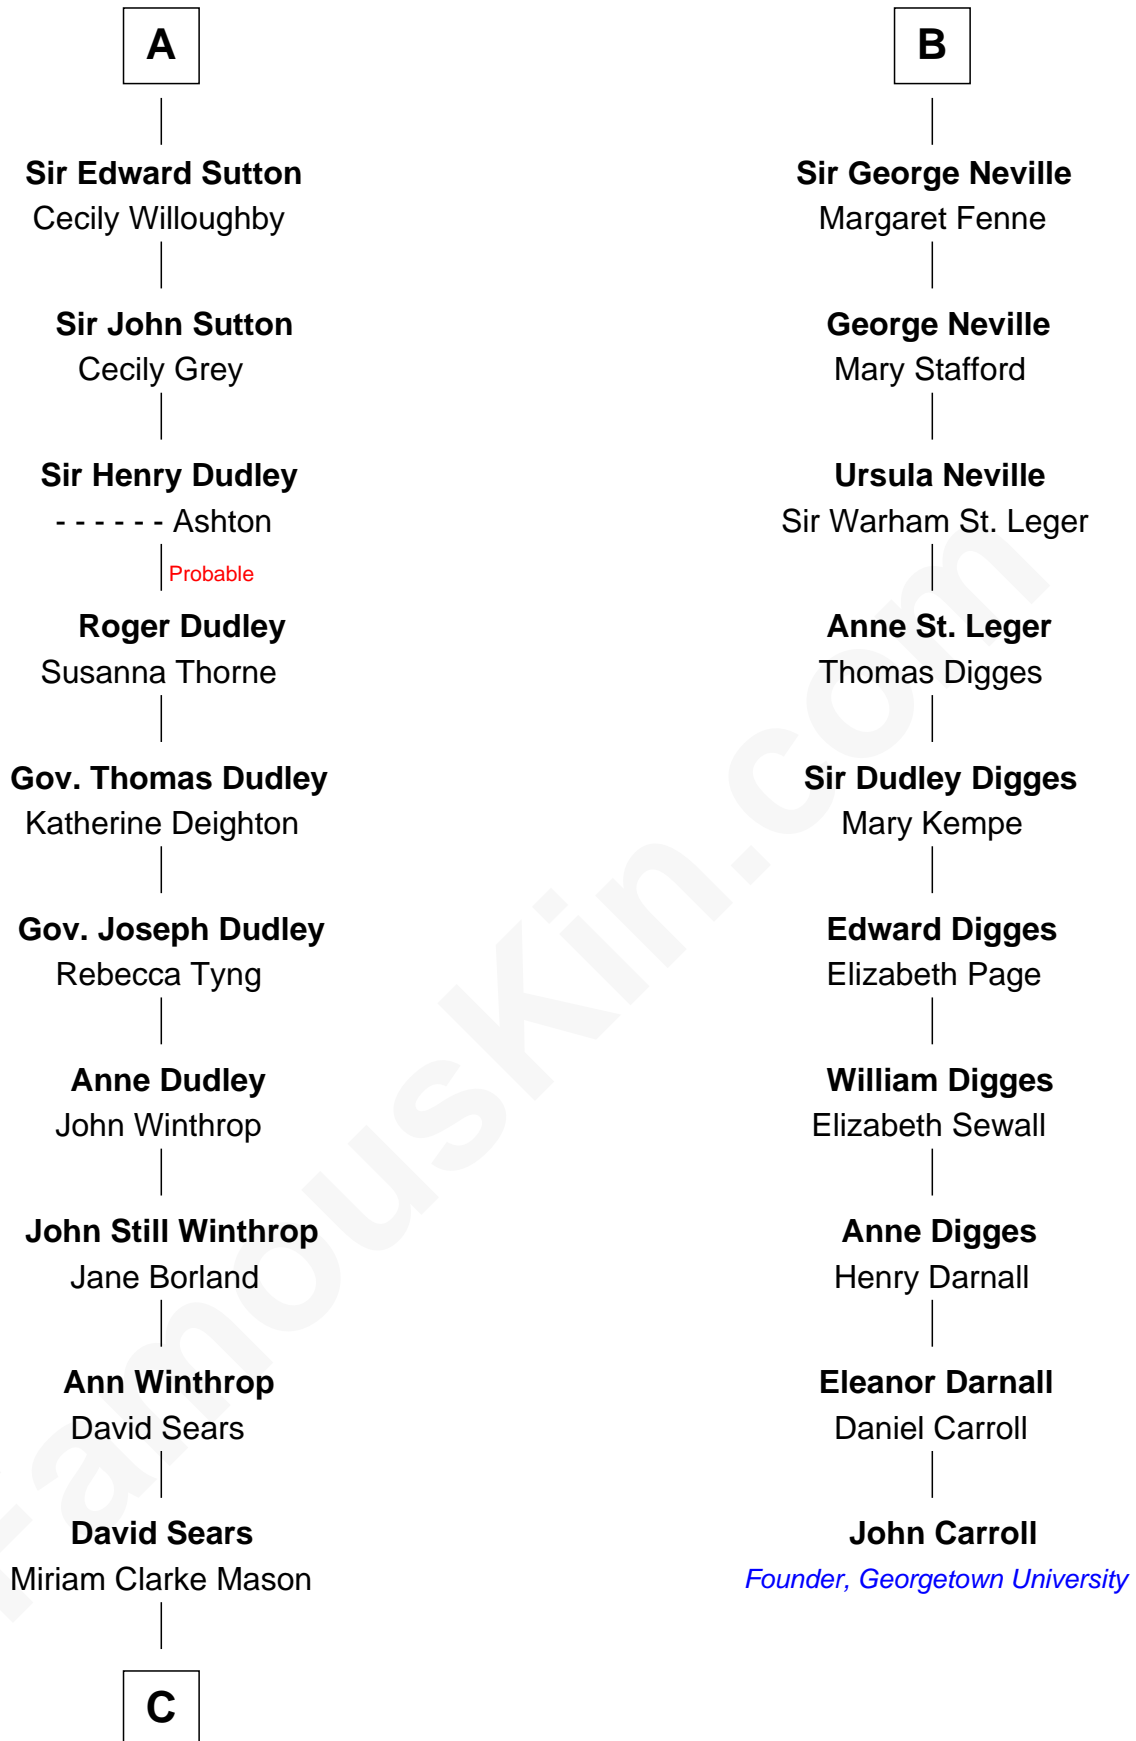 A
Sir Edward Sutton
Cecily Willoughby
Sir John Sutton
Cecily Grey
Sir Henry Dudley
- - - - - - Ashton
Probable
Roger Dudley
Susanna Thorne
Gov. Thomas Dudley
Katherine Deighton
Gov. Joseph Dudley
Rebecca Tyng
Anne Dudley
John Winthrop
John Still Winthrop
Jane Borland
Ann Winthrop
David Sears
David Sears
Miriam Clarke Mason
C
B
Sir George Neville
Margaret Fenne
George Neville
Mary Stafford
Ursula Neville
Sir Warham St. Leger
Anne St. Leger
Thomas Digges
Sir Dudley Digges
Mary Kempe
Edward Digges
Elizabeth Page
William Digges
Elizabeth Sewall
Anne Digges
Henry Darnall
Eleanor Darnall
Daniel Carroll
John Carroll
Founder, Georgetown University
FamousKin.com